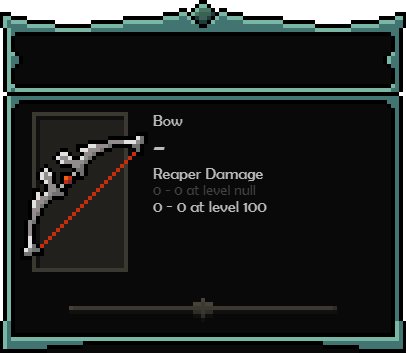 Bow
–
Reaper Damage
0 - 0 at level null
0 - 0 at level 100